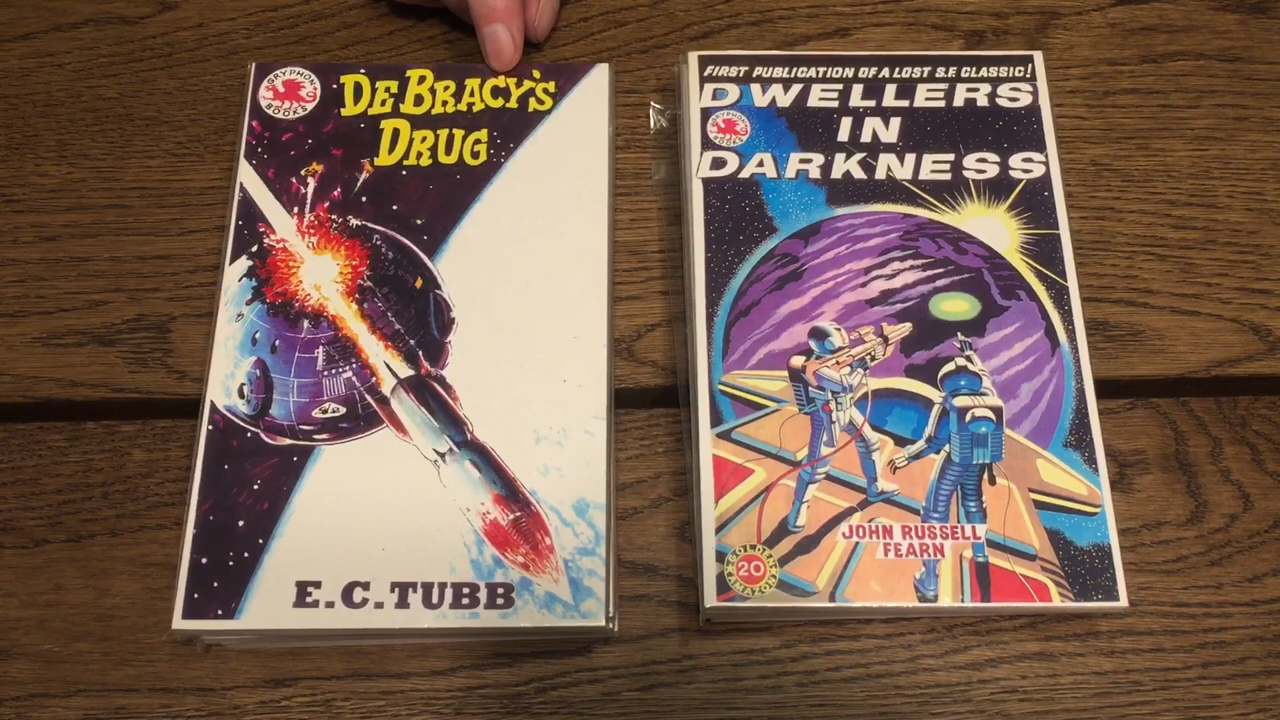 GRYPHON
BOOKS
DE BRACY'S
DRUG
E.C.TUBB
FIRST PUBLICATION OF A LOST S.F. CLASSIC!
DWELLERS
IN
DARKNESS
GRYPHON
BOOKS
JOHN RUSSELL
FEARN
GOLDEN
20
AMAZON